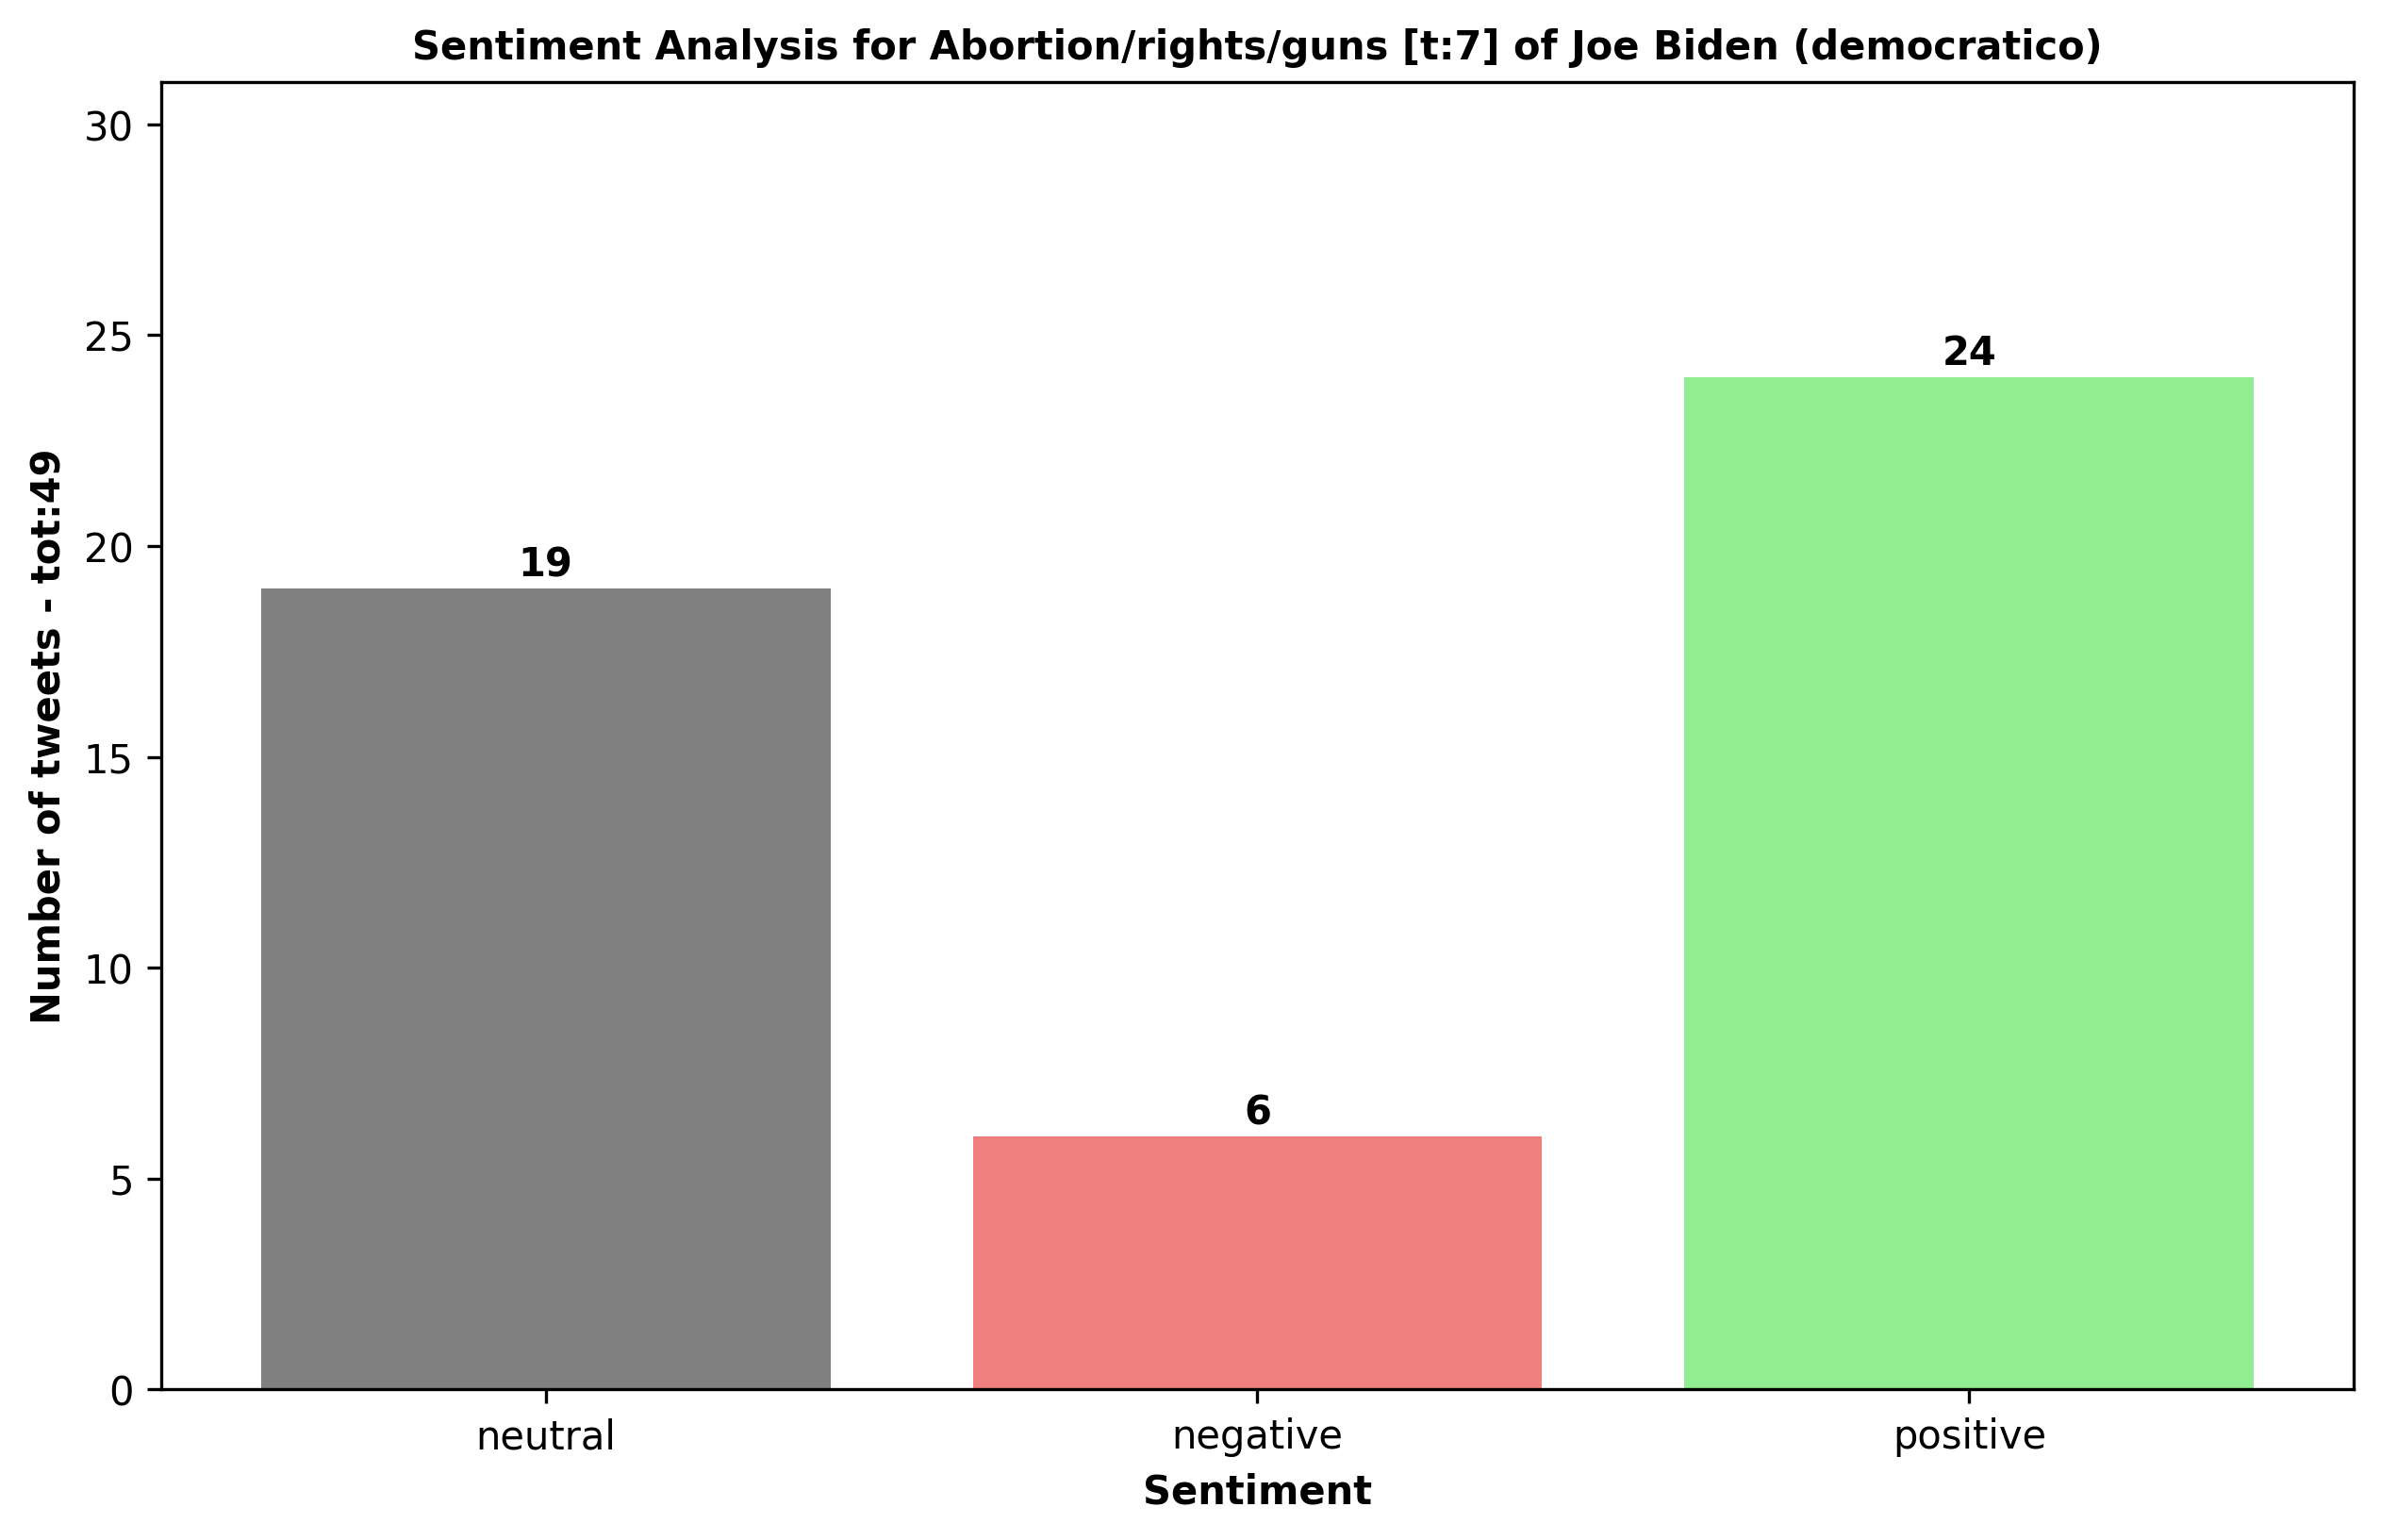 Sentiment Analysis for Abortion/rights/guns [t:7] of Joe Biden (democratico)
Number of tweets - tot:49
30
25
20
15
10
5
0
19
6
24
neutral
negative
positive
Sentiment